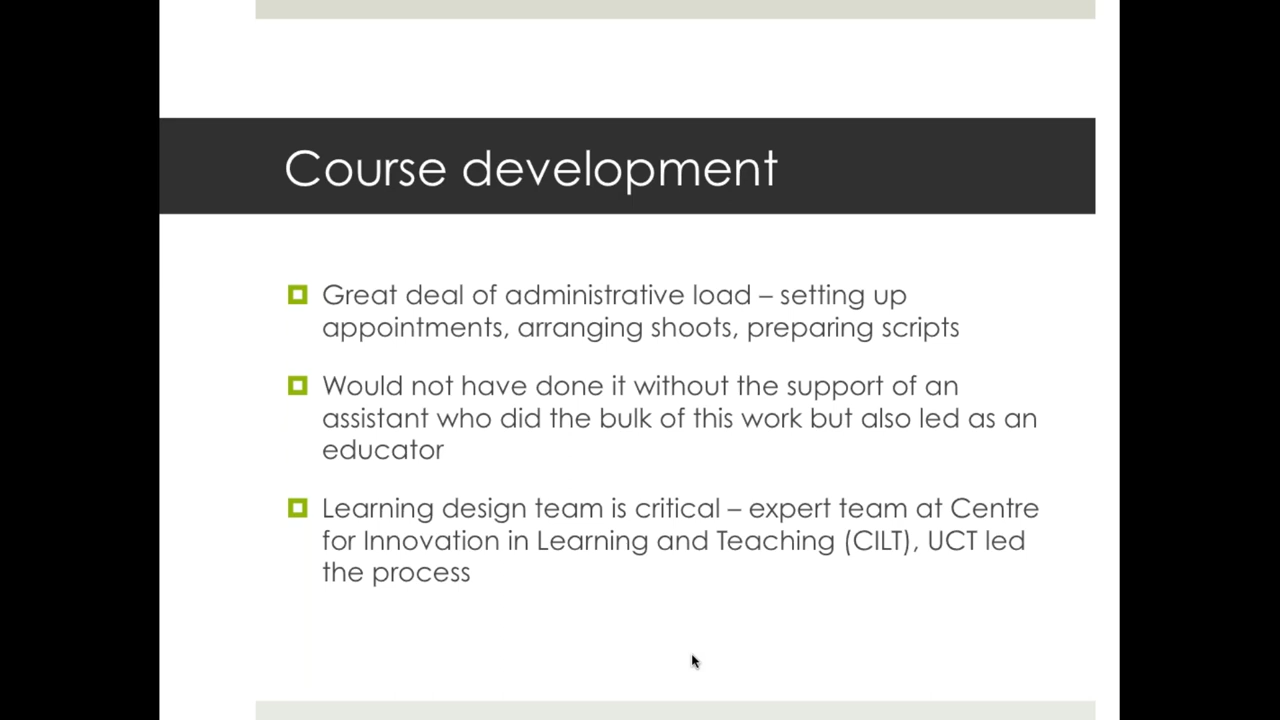 Course development
Great deal of administrative load – setting up
appointments, arranging shoots, preparing scripts
Would not have done it without the support of an
assistant who did the bulk of this work but also led as an
educator
Learning design team is critical – expert team at Centre
for Innovation in Learning and Teaching (CILT), UCT led
the process